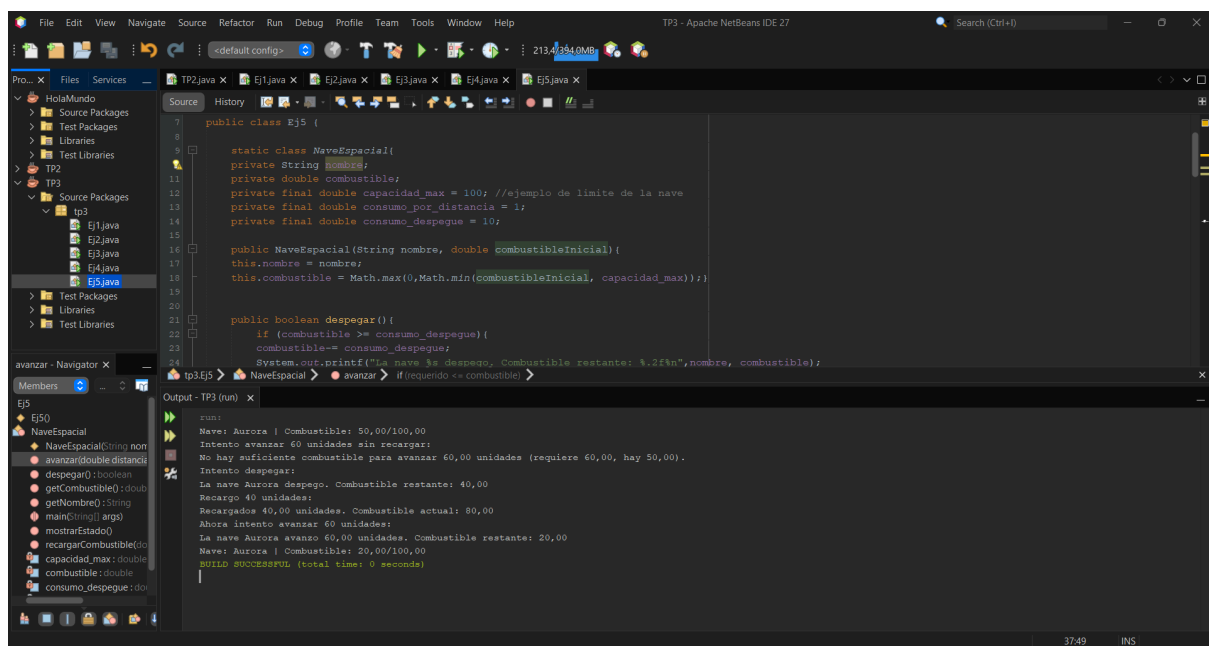 File Edit View Navigate Source Refactor Run Debug Profile Team Tools Window Help TP3 - Apache NetBeans IDE 27 Search (Ctrl+I)
<default config> 213,4/394,0MB
Pro... Files Services
HolaMundo
Source Packages
Test Packages
Libraries
Test Libraries
TP2
TP3
Source Packages
tp3
Ej1.java
Ej2.java
Ej3.java
Ej4.java
Ej5.java
Test Packages
Libraries
Test Libraries
TP2.java Ej1.java Ej2.java Ej3.java Ej4.java Ej5.java
Source History
7 public class Ej5 {
8
9 static class NaveEspacial{
private String nombre;
11 private double combustible;
12 private final double capacidad_max = 100; //ejemplo de limite de la nave
13 private final double consumo_por_distancia = 1;
14 private final double consumo_despegue = 10;
15
16 public NaveEspacial(String nombre, double combustibleInicial){
17 this.nombre = nombre;
18 this.combustible = Math.max(0,Math.min(combustibleInicial, capacidad_max));}
19
20
21 public boolean despegar(){
22 if (combustible >= consumo_despegue){
23 combustible-= consumo_despegue;
24 System.out.printf("La nave %s despego. Combustible restante: %.2f%n",nombre, combustible);
tp3.Ej5 NaveEspacial avanzar if (requerido <= combustible)
avanzar - Navigator
Members ...
Ej5
Ej5()
NaveEspacial
NaveEspacial(String nom
avanzar(double distancia
despegar() : boolean
getCombustible() : doub
getNombre() : String
main(String[] args)
mostrarEstado()
recargarCombustible(do
capacidad_max : double
combustible : double
consumo_despegue : do
Output - TP3 (run)
run:
Nave: Aurora | Combustible: 50,00/100,00
Intento avanzar 60 unidades sin recargar:
No hay suficiente combustible para avanzar 60,00 unidades (requiere 60,00, hay 50,00).
Intento despegar:
La nave Aurora despego. Combustible restante: 40,00
Recargo 40 unidades:
Recargados 40,00 unidades. Combustible actual: 80,00
Ahora intento avanzar 60 unidades:
La nave Aurora avanzo 60,00 unidades. Combustible restante: 20,00
Nave: Aurora | Combustible: 20,00/100,00
BUILD SUCCESSFUL (total time: 0 seconds)
37:49 INS